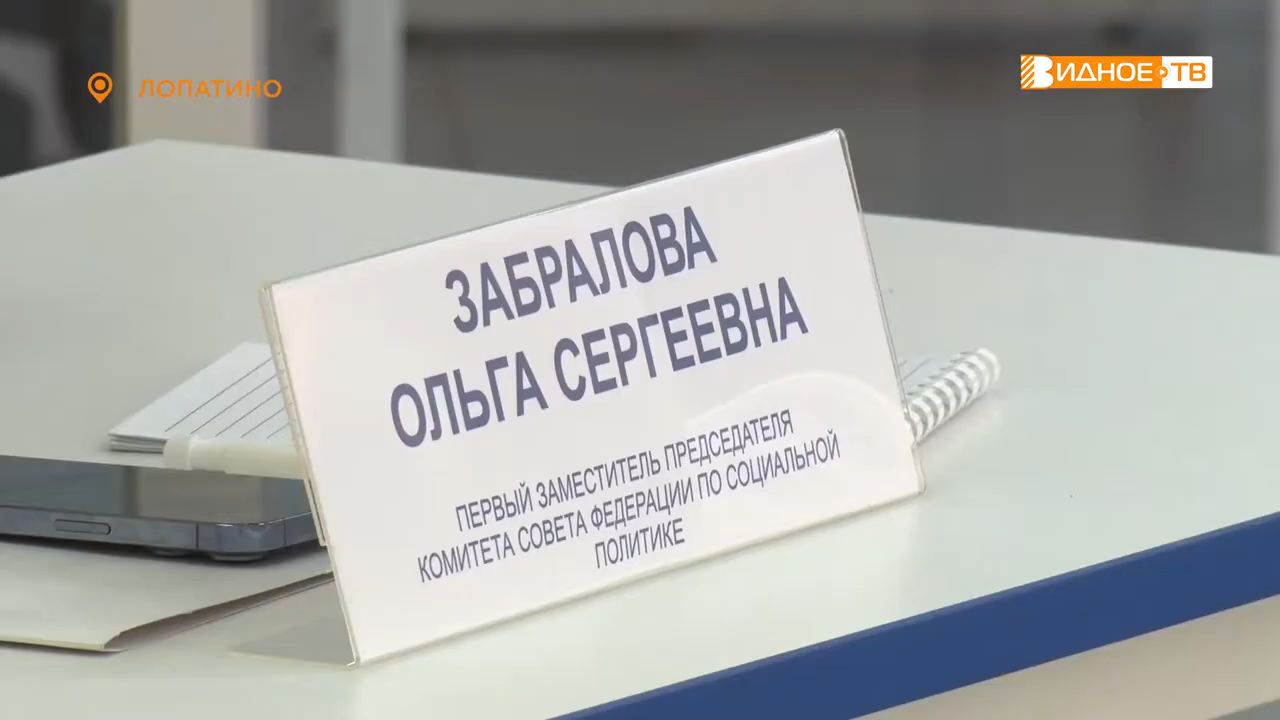 ЛОПАТИНО
ВИДНОЕ ТВ
ЗАБРАЛОВА
ОЛЬГА СЕРГЕЕВНА
ПЕРВЫЙ ЗАМЕСТИТЕЛЬ ПРЕДСЕДАТЕЛЯ
КОМИТЕТА СОВЕТА ФЕДЕРАЦИИ ПО СОЦИАЛЬНОЙ
ПОЛИТИКЕ